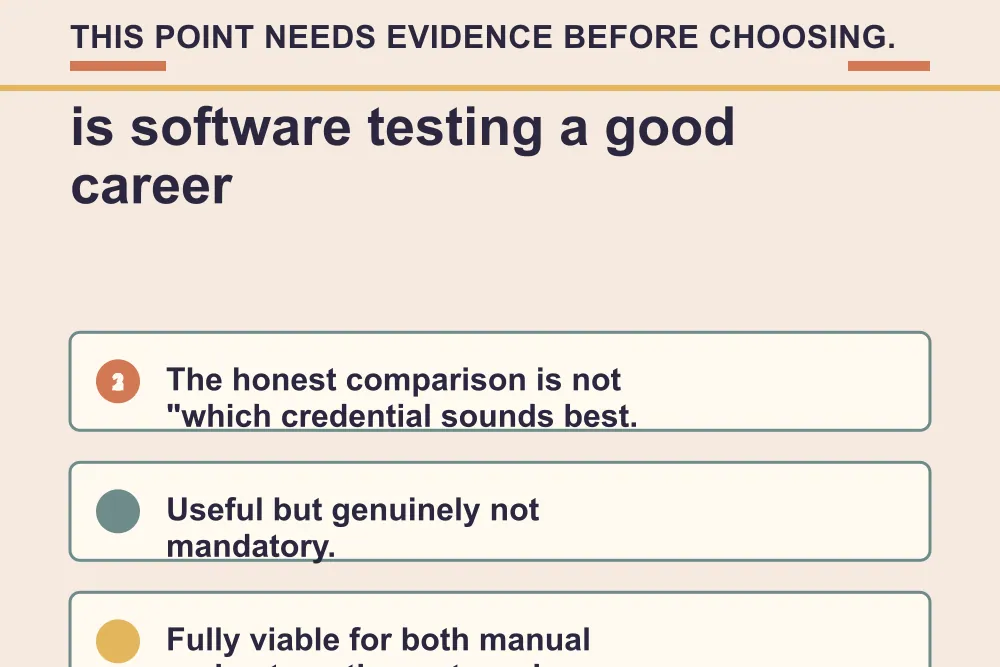 THIS POINT NEEDS EVIDENCE BEFORE CHOOSING.
is software testing a good
career
The honest comparison is not
"which credential sounds best.
Useful but genuinely not
mandatory.
Fully viable for both manual